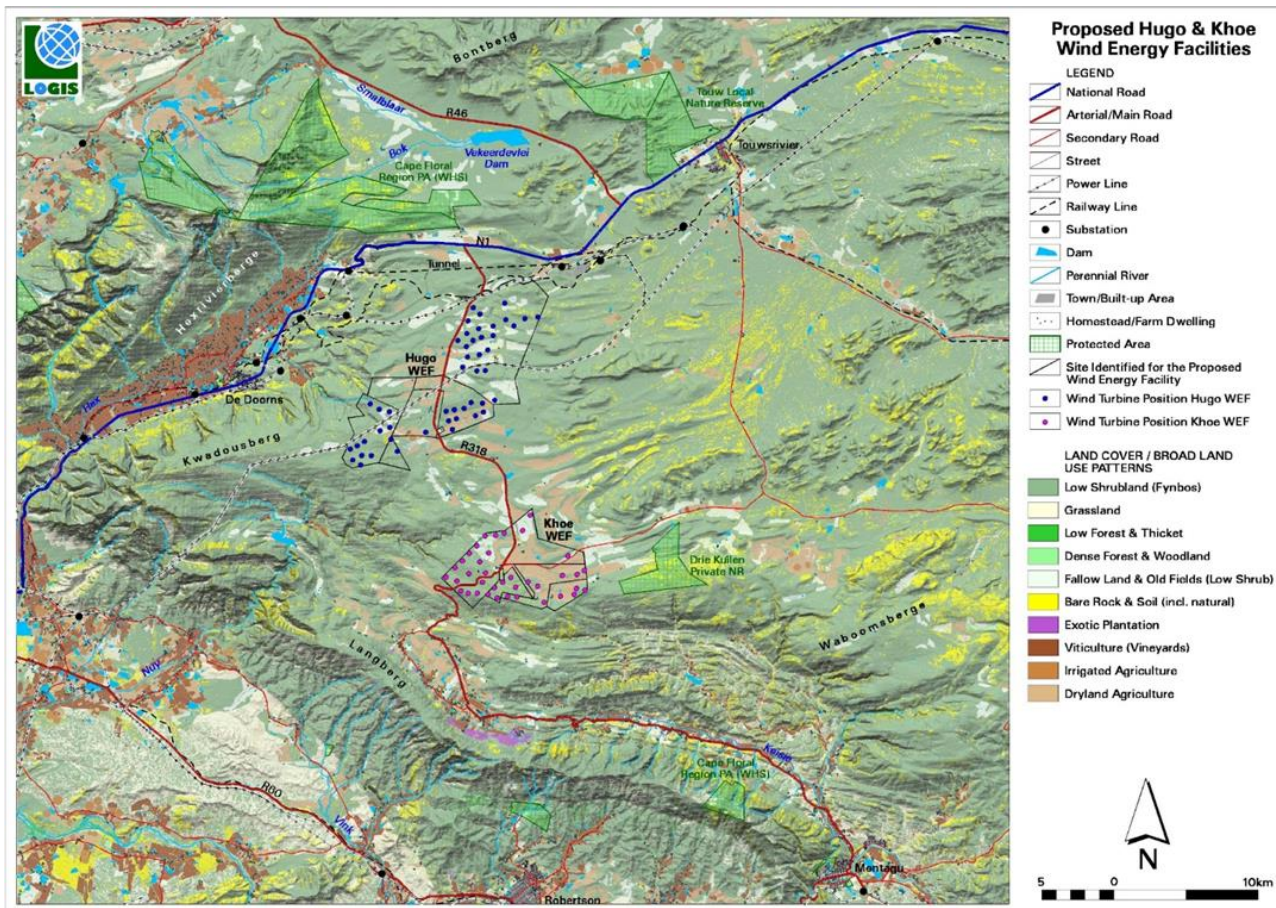 LOGIS
Bontberg
Smalblaar
R46
Touw Local
Nature Reserve
Touwsrivier
Bok
Verkeerdevlei
Dam
Cape Floral
Region PA (WHS)
N1
Tunnel
Hexrivierberge
Hugo
WEF
De Doorns
Hex
Kwadousberg
R318
Khoe
WEF
Drie Kuilen
Private NR
Waboomsberge
Langberg
Nuy
Keisie
Cape Floral
Region PA (WHS)
R60
Vink
Montagu
Robertson
Proposed Hugo & Khoe
Wind Energy Facilities
LEGEND
National Road
Arterial/Main Road
Secondary Road
Street
Power Line
Railway Line
Substation
Dam
Perennial River
Town/Built-up Area
Homestead/Farm Dwelling
Protected Area
Site Identified for the Proposed
Wind Energy Facility
Wind Turbine Position Hugo WEF
Wind Turbine Position Khoe WEF
LAND COVER / BROAD LAND
USE PATTERNS
Low Shrubland (Fynbos)
Grassland
Low Forest & Thicket
Dense Forest & Woodland
Fallow Land & Old Fields (Low Shrub)
Bare Rock & Soil (incl. natural)
Exotic Plantation
Viticulture (Vineyards)
Irrigated Agriculture
Dryland Agriculture
N
5 0 10km